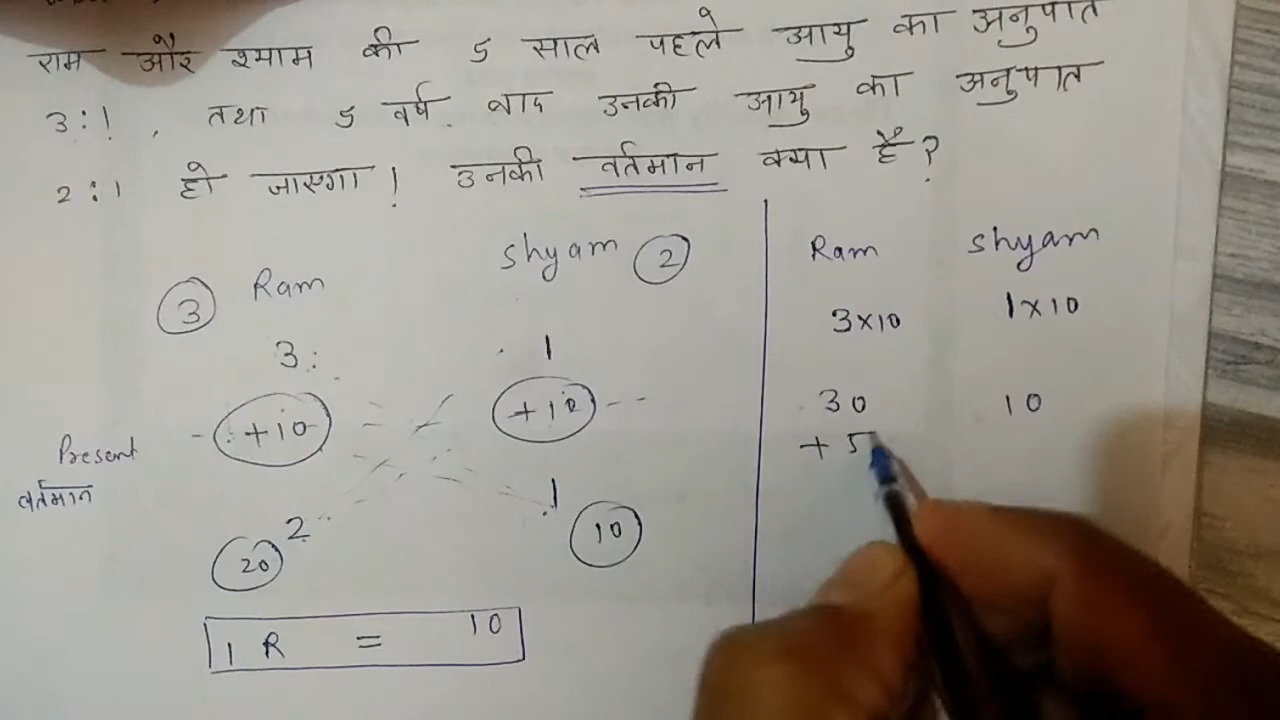 राम और श्याम की 5 साल पहले आयु का अनुपात
3:1, तथा 5 वर्ष बाद उनकी आयु का अनुपात
2:1 हो जाएगा। उनकी वर्तमान क्या है?
Ram Shyam
3 Ram Shyam 2
3×10 1×10
3: 1
+10 +10
30 10
+5
Present
वर्तमान
2 1
20 10
1 R = 10